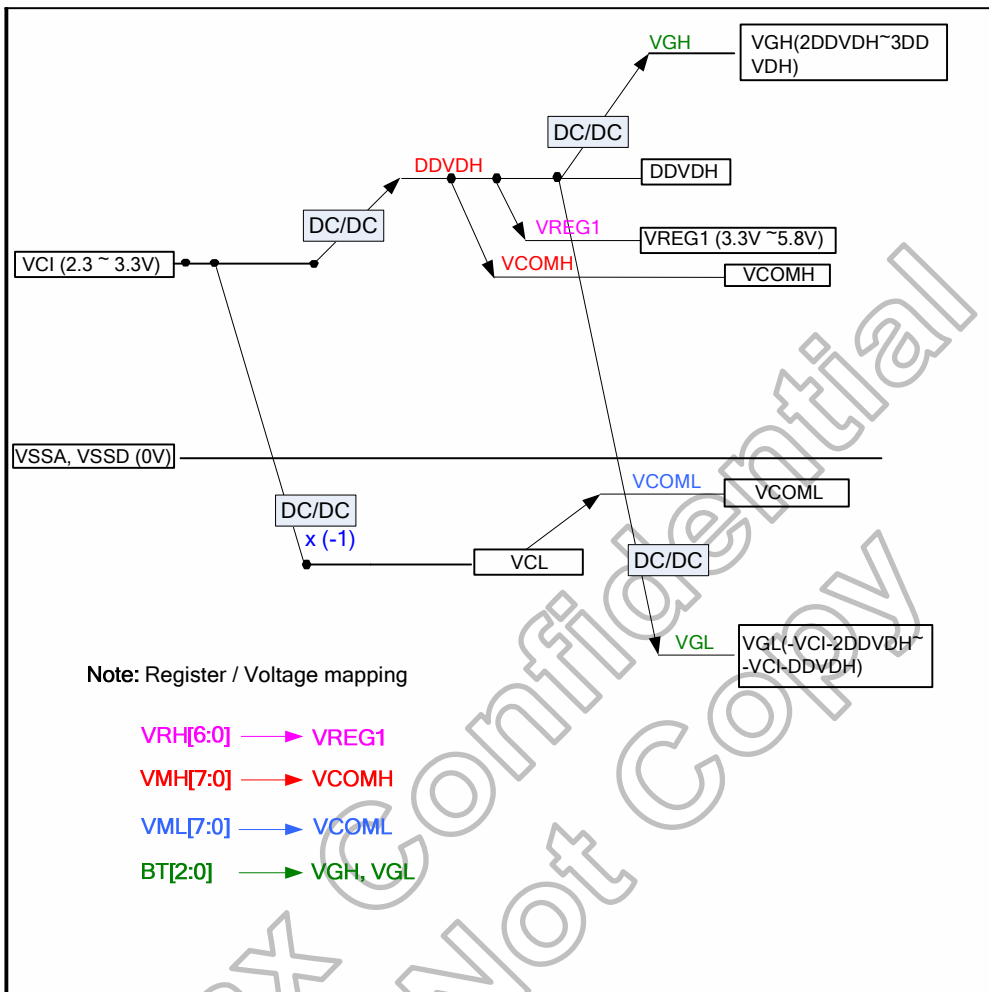 VGH
VGH(2DDVDH~3DD
VDH)
DC/DC
DDVDH
DDVDH
DC/DC
VREG1
VREG1 (3.3V ~5.8V)
VCI (2.3 ~ 3.3V)
VCOMH
VCOMH
VSSA, VSSD (0V)
VCOML
VCOML
DC/DC
x (-1)
VCL
DC/DC
VGL
VGL(-VCI-2DDVDH~
-VCI-DDVDH)
Note: Register / Voltage mapping
VRH[6:0] VREG1
VMH[7:0] VCOMH
VML[7:0] VCOML
BT[2:0] VGH, VGL
Confidential
Not Copy